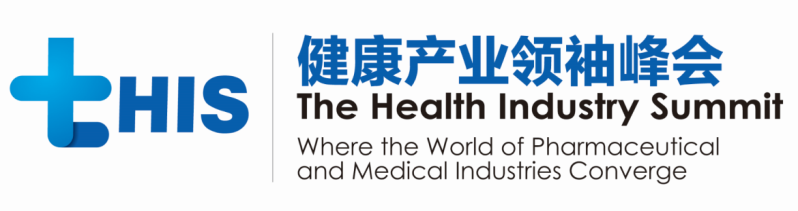 tHIS
健康产业领袖峰会
The Health Industry Summit
Where the World of Pharmaceutical
and Medical Industries Converge